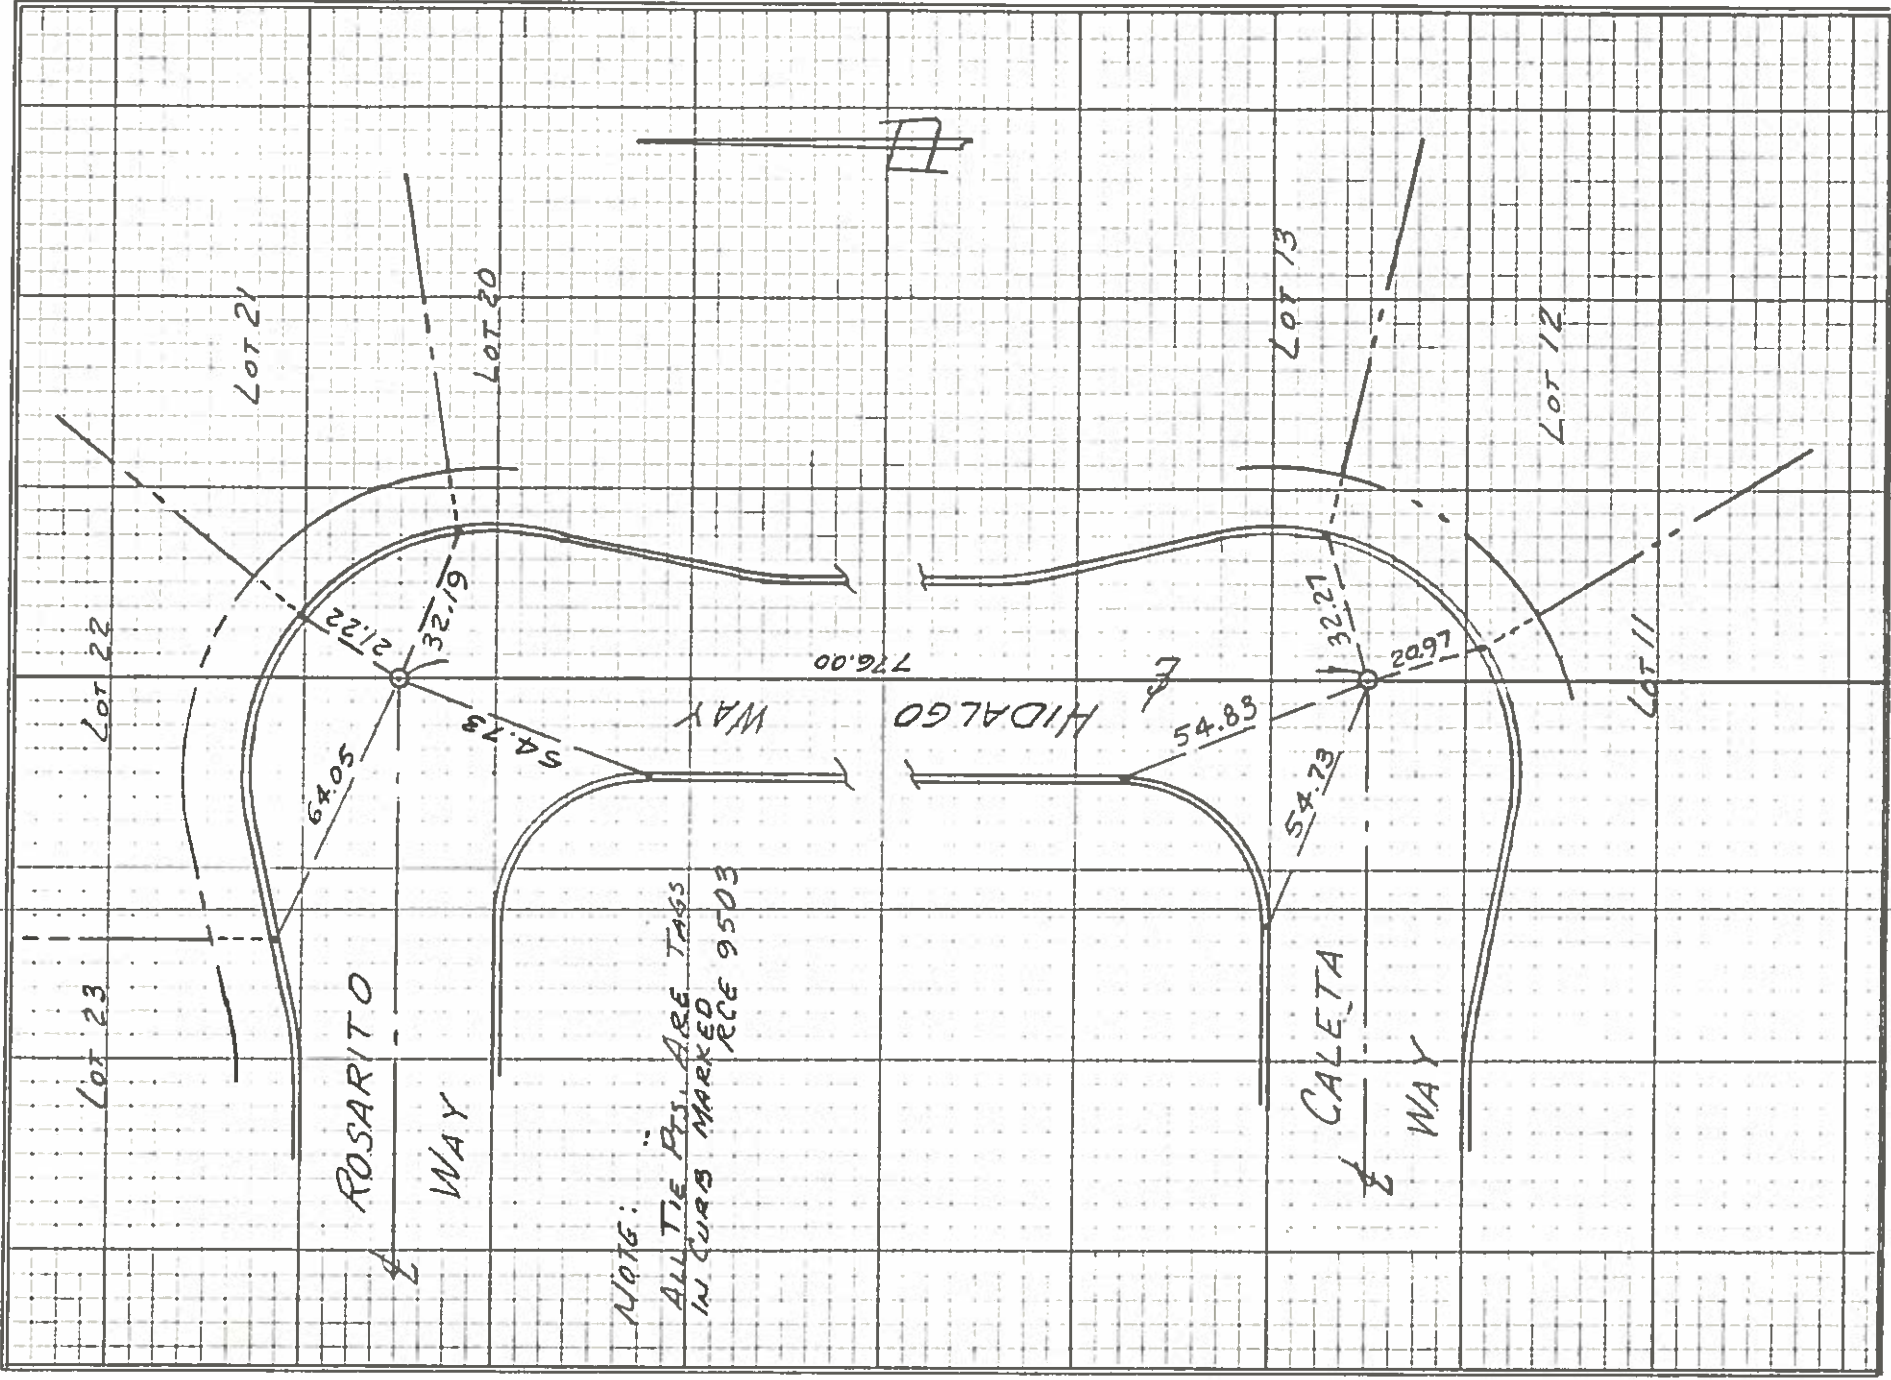 LOT 21
LOT 20
LOT 13
LOT 12
LOT 22
LOT 11
LOT 23
21.22
32.19
64.05
54.73
776.00
HIDALGO WAY
℄
32.27
20.97
54.83
54.73
ROSARITO
WAY
℄
CALETA
WAY
℄
NOTE:
ALL TIE PTS. ARE TAGS
IN CURB MARKED
RCE 9503